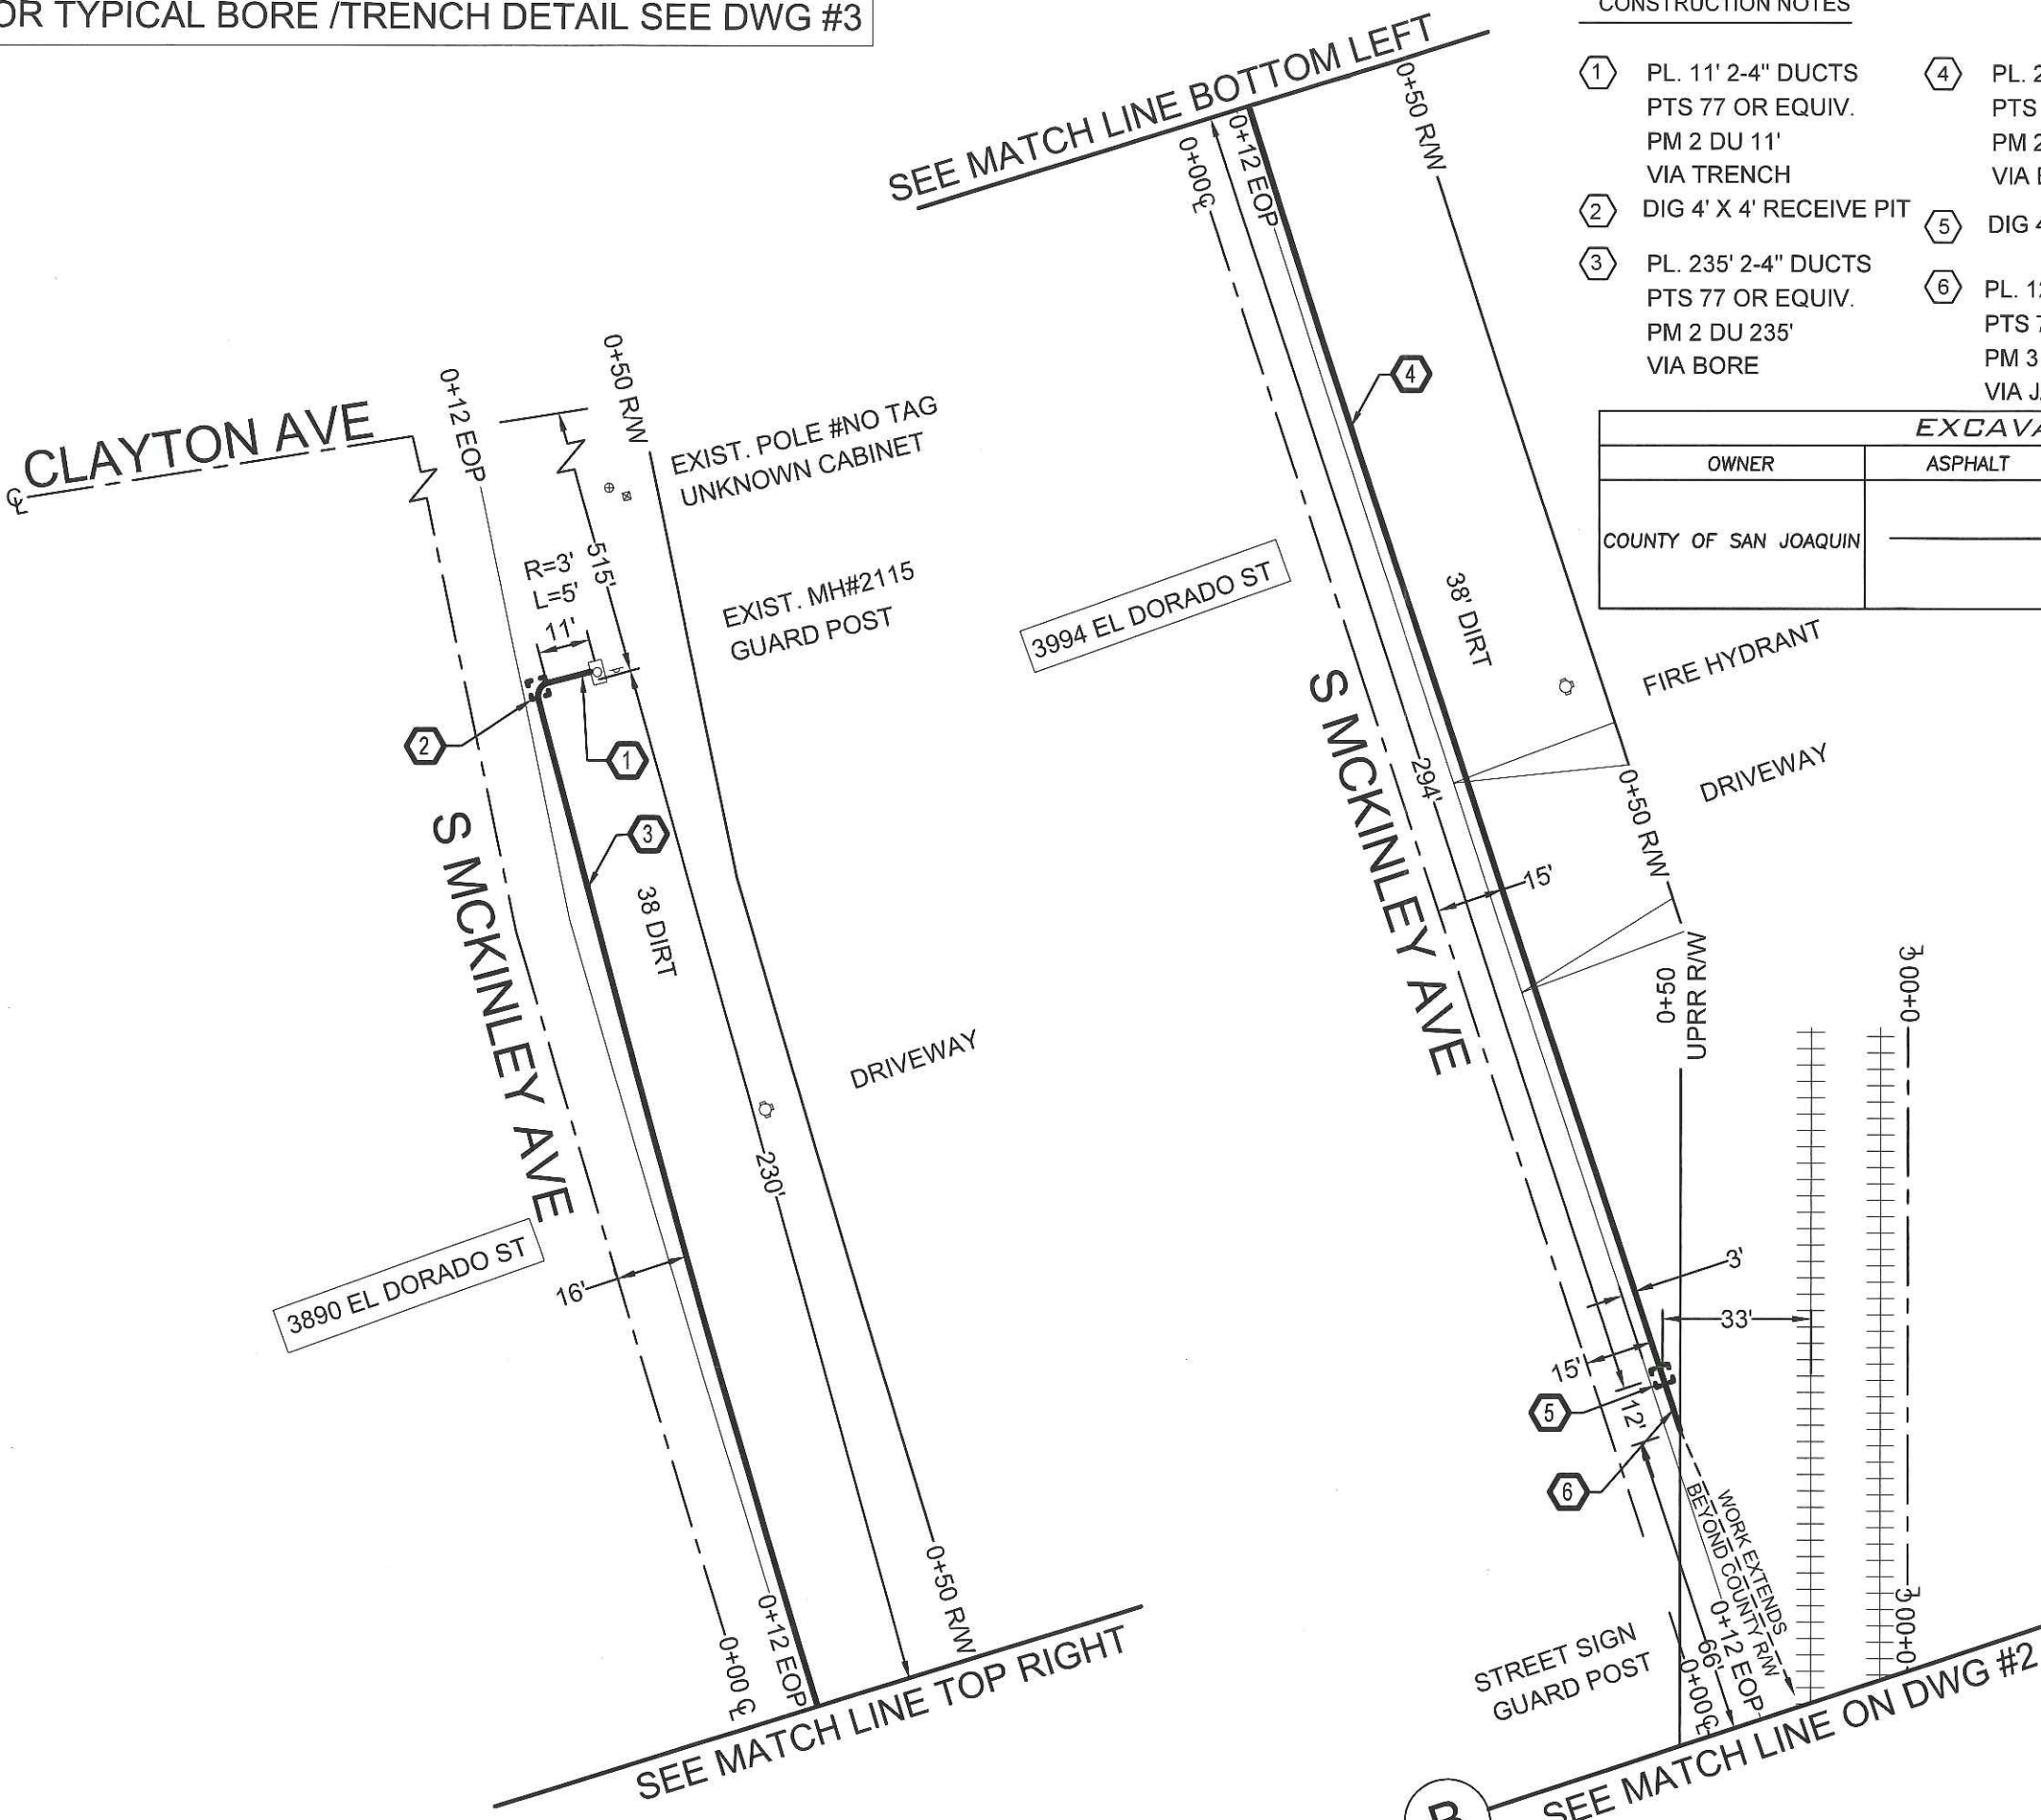 OR TYPICAL BORE /TRENCH DETAIL SEE DWG #3
CONSTRUCTION NOTES
1 PL. 11' 2-4" DUCTS
PTS 77 OR EQUIV.
PM 2 DU 11'
VIA TRENCH
2 DIG 4' X 4' RECEIVE PIT
3 PL. 235' 2-4" DUCTS
PTS 77 OR EQUIV.
PM 2 DU 235'
VIA BORE
4 PL. 2
PTS
PM 2
VIA
5 DIG 4
6 PL. 1
PTS 7
PM 3
VIA J
EXCAVA
OWNER
ASPHALT
COUNTY OF SAN JOAQUIN
CLAYTON AVE
℄
0+12 EOP
0+50 R/W
EXIST. POLE #NO TAG
UNKNOWN CABINET
515'
R=3'
L=5'
11'
EXIST. MH#2115
GUARD POST
2
1
3
S MCKINLEY AVE
38 DIRT
DRIVEWAY
230'
3890 EL DORADO ST
16'
0+00 ℄
0+12 EOP
0+50 R/W
SEE MATCH LINE TOP RIGHT
SEE MATCH LINE BOTTOM LEFT
0+00 ℄
0+12 EOP
0+50 R/W
4
3994 EL DORADO ST
38' DIRT
FIRE HYDRANT
S MCKINLEY AVE
294'
DRIVEWAY
0+50 R/W
15'
0+50
UPRR R/W
0+00 ℄
3'
33'
15'
5
12'
6
WORK EXTENDS
BEYOND COUNTY R/W
STREET SIGN
GUARD POST
66'
0+12 EOP
0+00 ℄
0+00 ℄
SEE MATCH LINE ON DWG #2
B